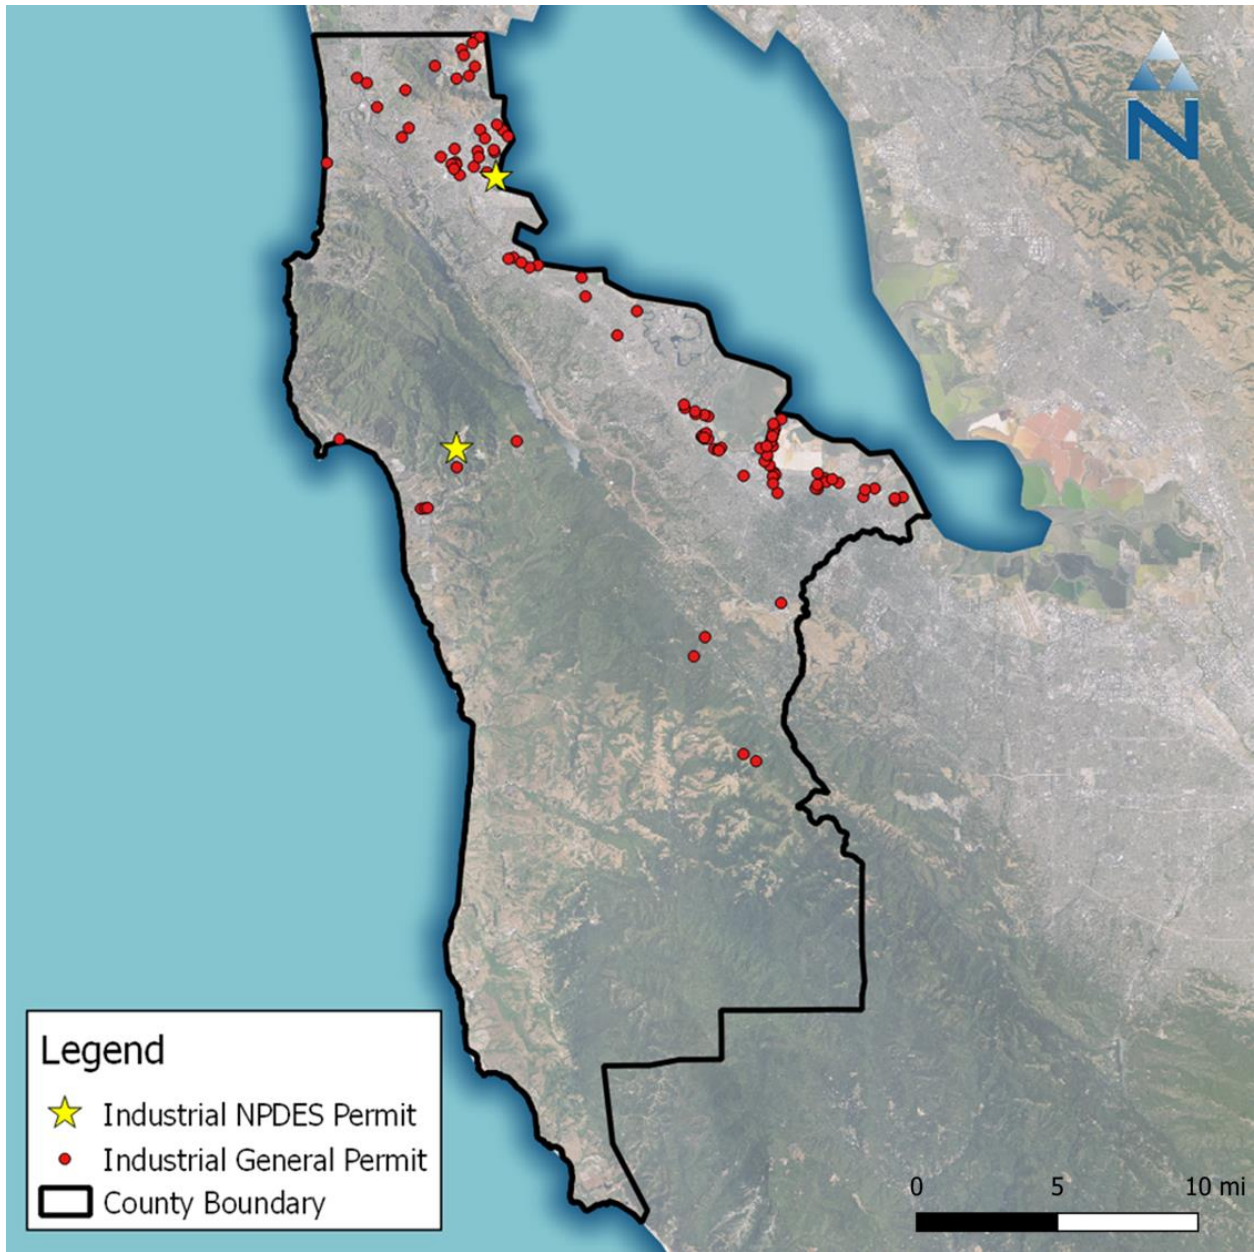 N
Legend
Industrial NPDES Permit
Industrial General Permit
County Boundary
0 5 10 mi